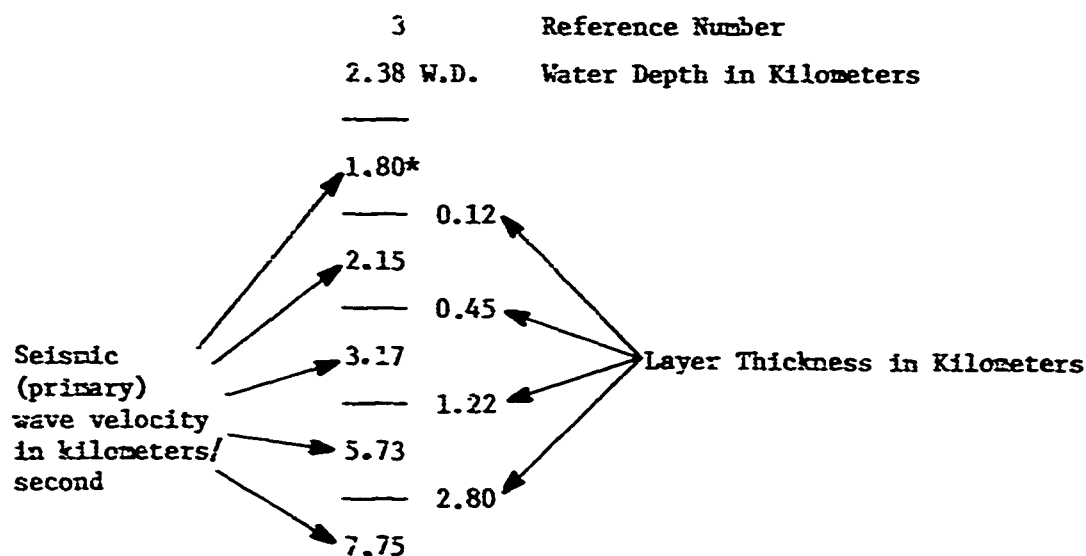 3 Reference Number
2.38 W.D. Water Depth in Kilometers
1.80*
0.12
2.15
0.45
Seismic
(primary)
wave velocity
in kilometers/
second
3.17
Layer Thickness in Kilometers
1.22
5.73
2.80
7.75